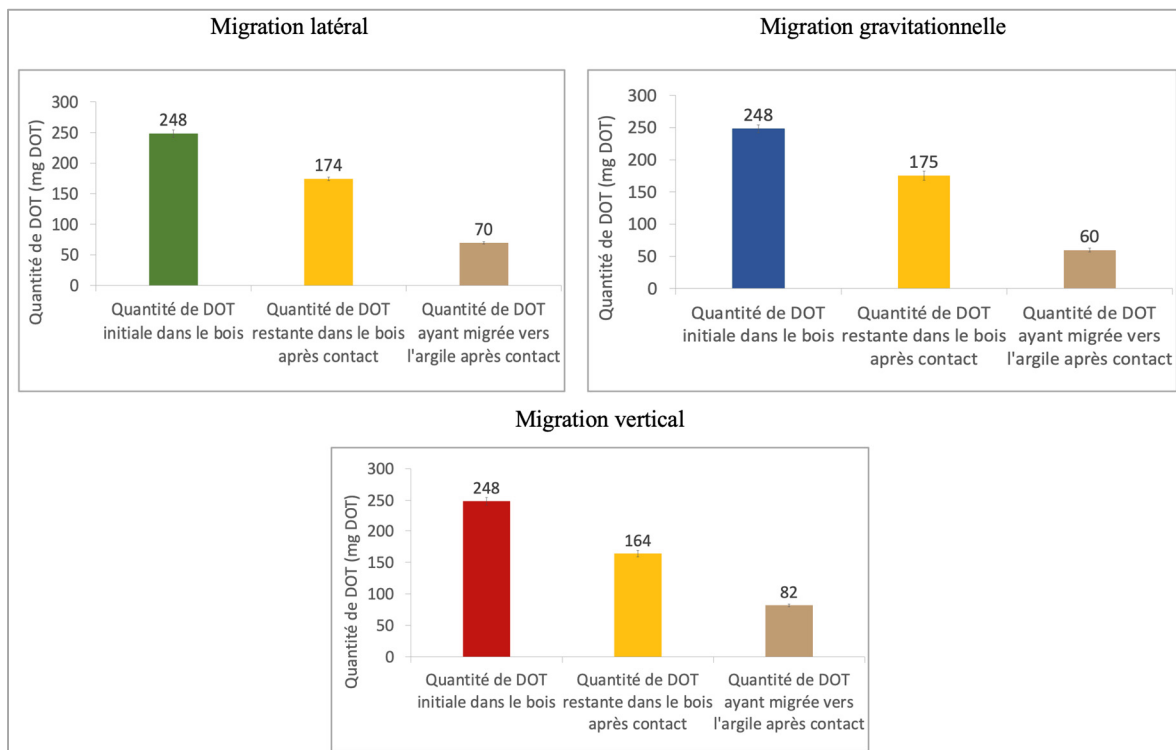 Migration latéral
Quantité de DOT (mg DOT)
300
250
200
150
100
50
0
248
174
70
Quantité de DOT
initiale dans le bois
Quantité de DOT
restante dans le bois
après contact
Quantité de DOT
ayant migrée vers
l'argile après contact
Migration gravitationnelle
Quantité de DOT (mg DOT)
300
250
200
150
100
50
0
248
175
60
Quantité de DOT
initiale dans le bois
Quantité de DOT
restante dans le bois
après contact
Quantité de DOT
ayant migrée vers
l'argile après contact
Migration vertical
Quantité de DOT (mg DOT)
300
250
200
150
100
50
0
248
164
82
Quantité de DOT
initiale dans le bois
Quantité de DOT
restante dans le bois
après contact
Quantité de DOT
ayant migrée vers
l'argile après contact